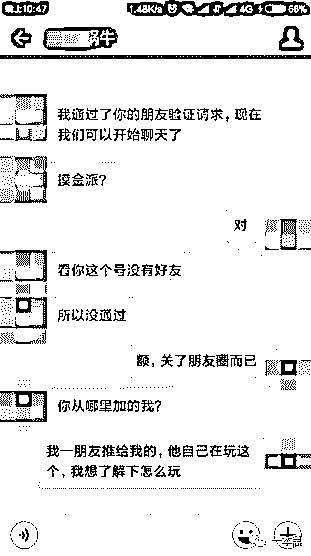 晚上10:47
1.48K/s
4G
66%
蜗牛
我通过了你的朋友验证请求，现在
我们可以开始聊天了
摸金派？
对
看你这个号没有好友
所以没通过
额，关了朋友圈而已
你从哪里加的我？
我一朋友推给我的，他自己在玩这
个，我想了解下怎么玩